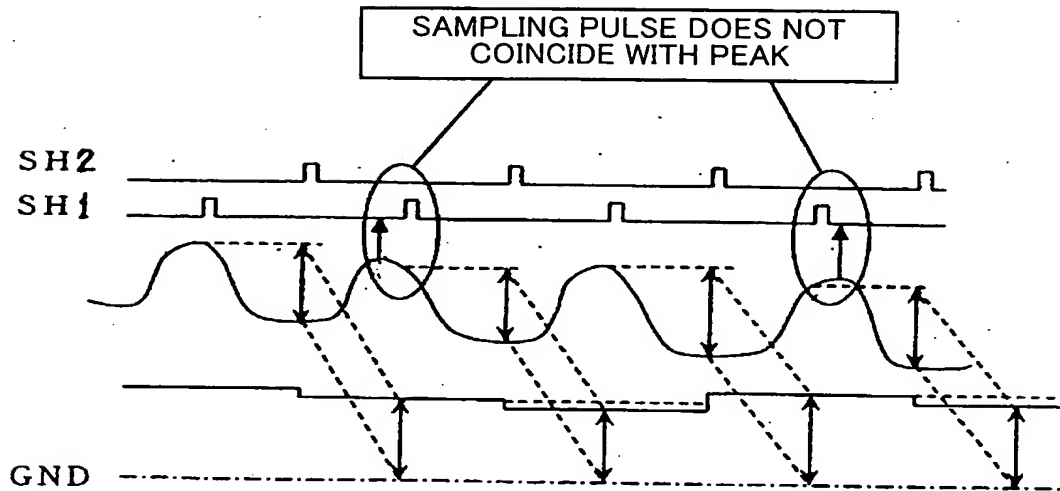 SAMPLING PULSE DOES NOT
COINCIDE WITH PEAK
SH2
SH1
GND